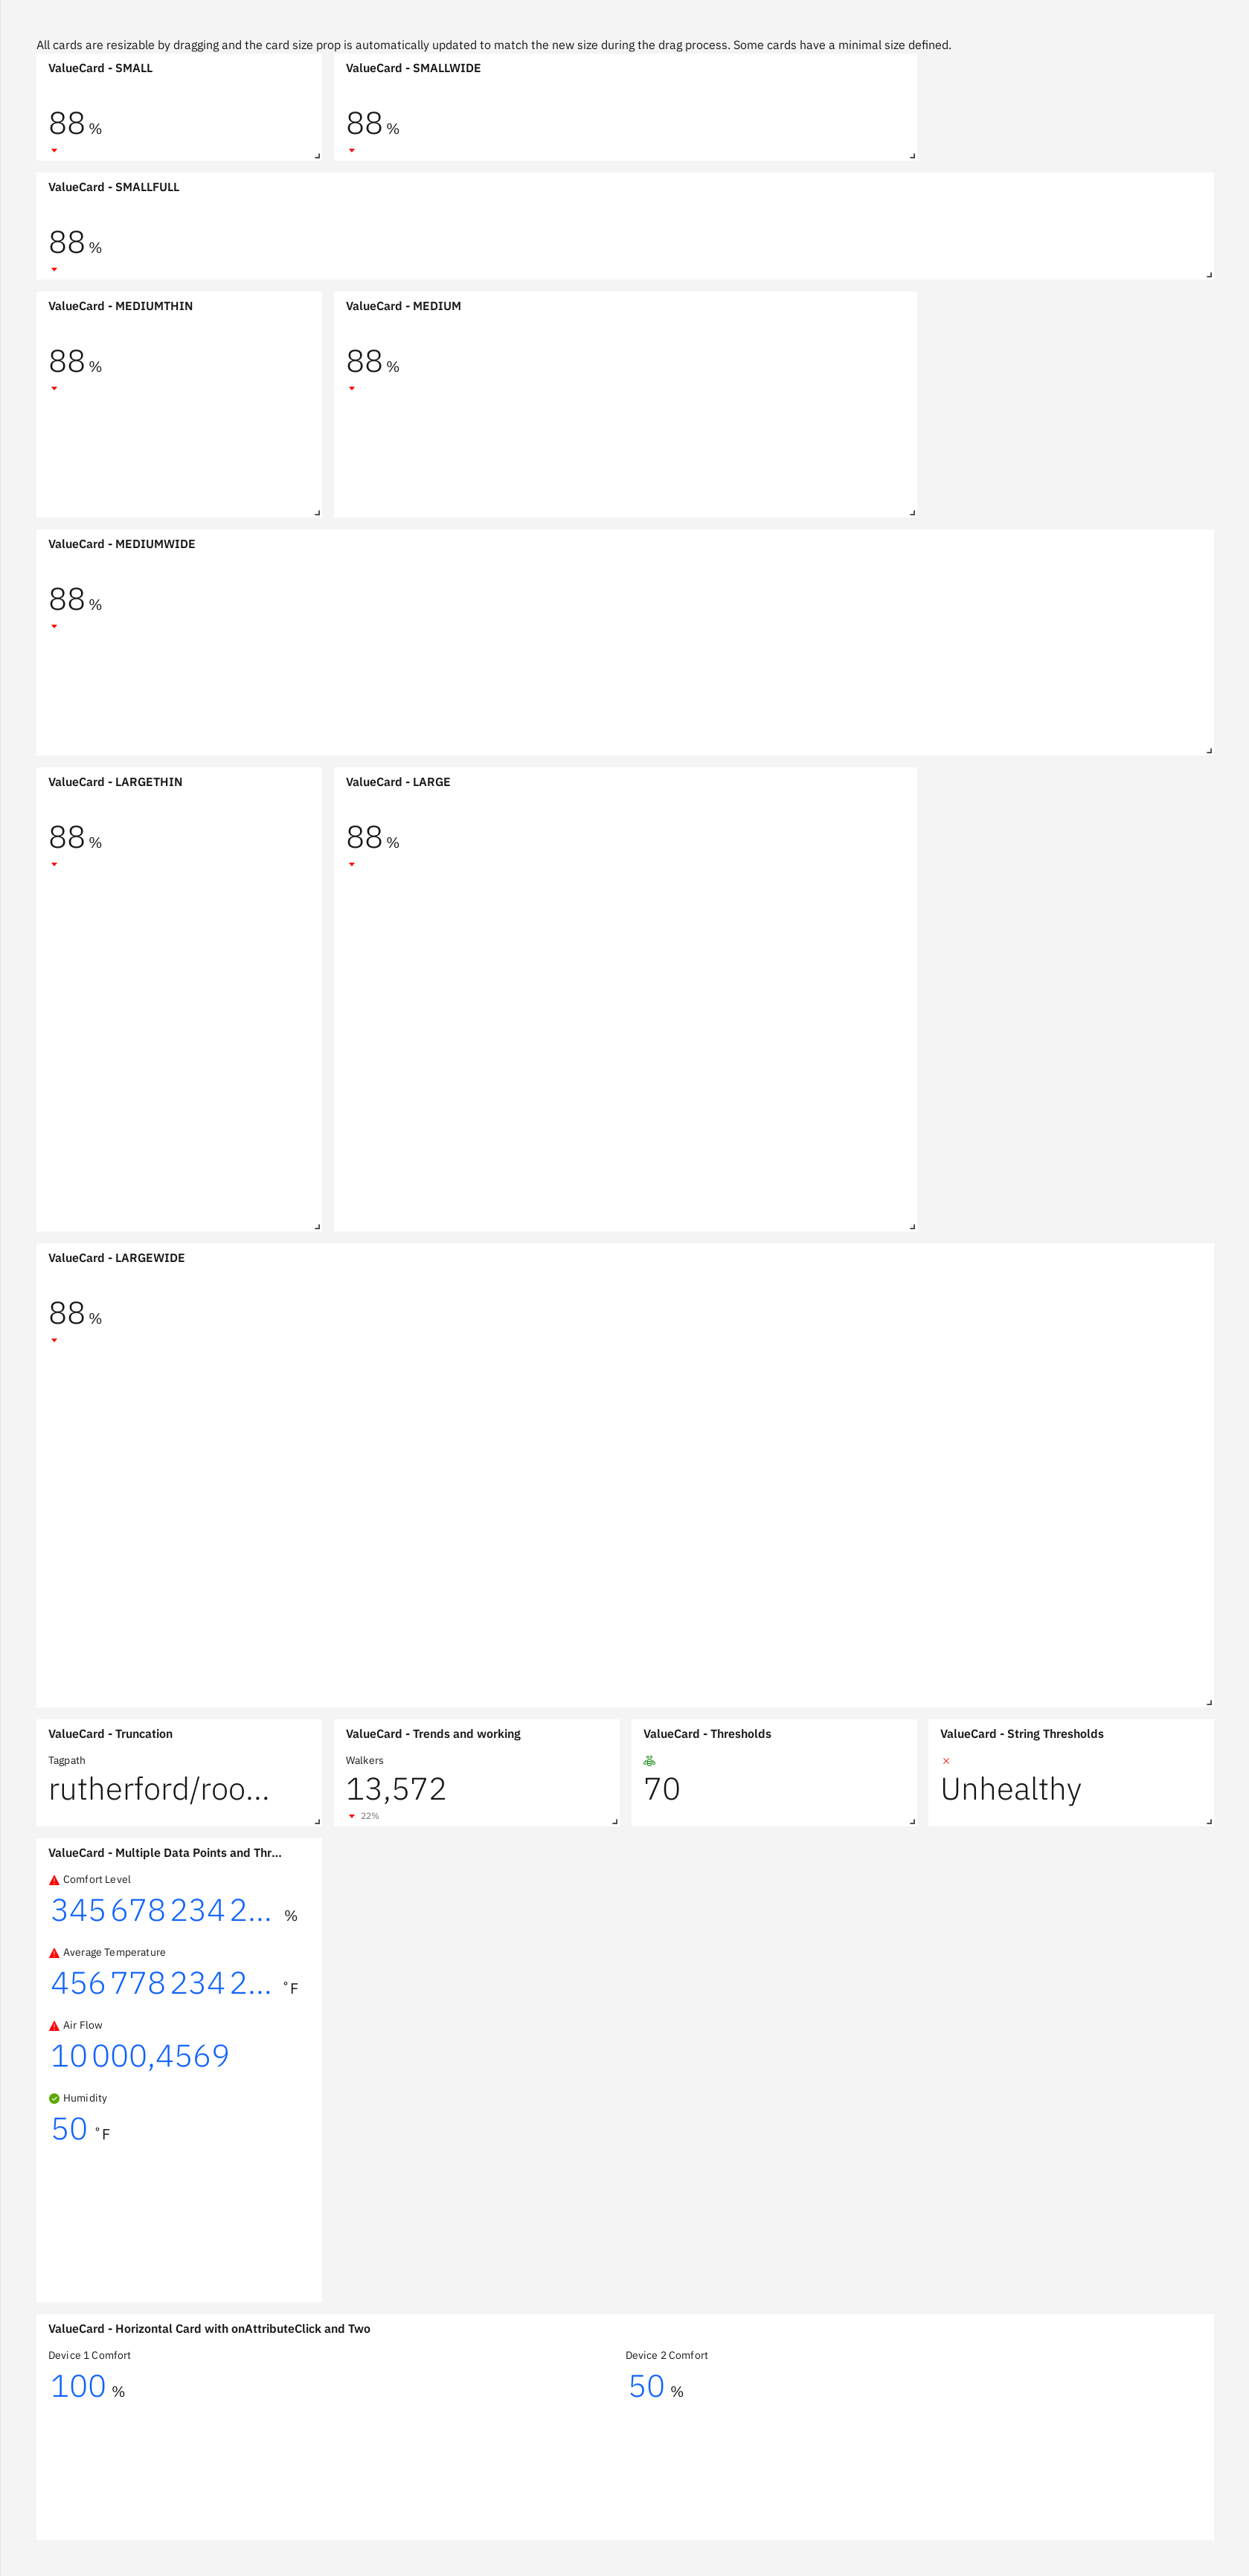 All cards are resizable by dragging and the card size prop is automatically updated to match the new size during the drag process. Some cards have a minimal size defined.
ValueCard - SMALL
88 %
ValueCard - SMALLWIDE
88 %
ValueCard - SMALLFULL
88 %
ValueCard - MEDIUMTHIN
88 %
ValueCard - MEDIUM
88 %
ValueCard - MEDIUMWIDE
88 %
ValueCard - LARGETHIN
88 %
ValueCard - LARGE
88 %
ValueCard - LARGEWIDE
88 %
ValueCard - Truncation
Tagpath
rutherford/roo...
ValueCard - Trends and working
Walkers
13,572
22%
ValueCard - Thresholds
70
ValueCard - String Thresholds
Unhealthy
ValueCard - Multiple Data Points and Thr...
Comfort Level
345 678 234 2... %
Average Temperature
456 778 234 2... ˚F
Air Flow
10 000,4569
Humidity
50 ˚F
ValueCard - Horizontal Card with onAttributeClick and Two
Device 1 Comfort
100 %
Device 2 Comfort
50 %